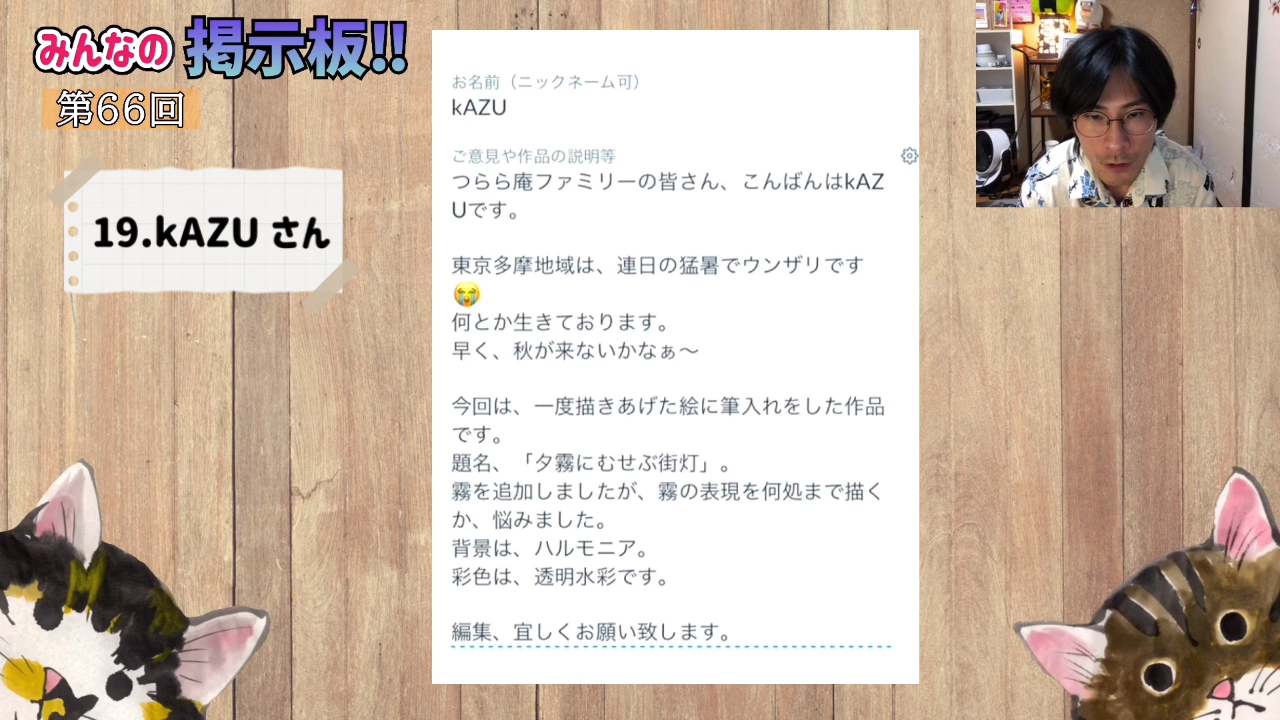 みんなの 掲示板!!
第66回
19.kAZU さん
お名前（ニックネーム可）
kAZU
ご意見や作品の説明等
つらら庵ファミリーの皆さん、こんばんはkAZ
Uです。
東京多摩地域は、連日の猛暑でウンザリです
😭
何とか生きております。
早く、秋が来ないかなぁ〜
今回は、一度描きあげた絵に筆入れをした作品
です。
題名、「夕霧にむせぶ街灯」。
霧を追加しましたが、霧の表現を何処まで描く
か、悩みました。
背景は、ハルモニア。
彩色は、透明水彩です。
編集、宜しくお願い致します。